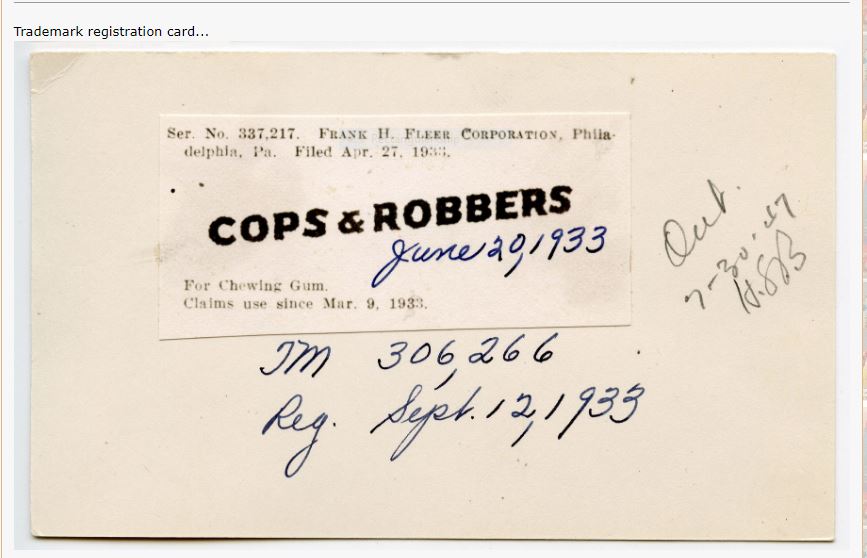 Trademark registration card...
Ser. No. 337,217. FRANK H. FLEER CORPORATION, Phila-
delphia, Pa. Filed Apr. 27, 1933.
COPS & ROBBERS
June 20, 1933
For Chewing Gum.
Claims use since Mar. 9, 1933.
TM 306,266
Reg. Sept. 12, 1933
Out.
7-30-47